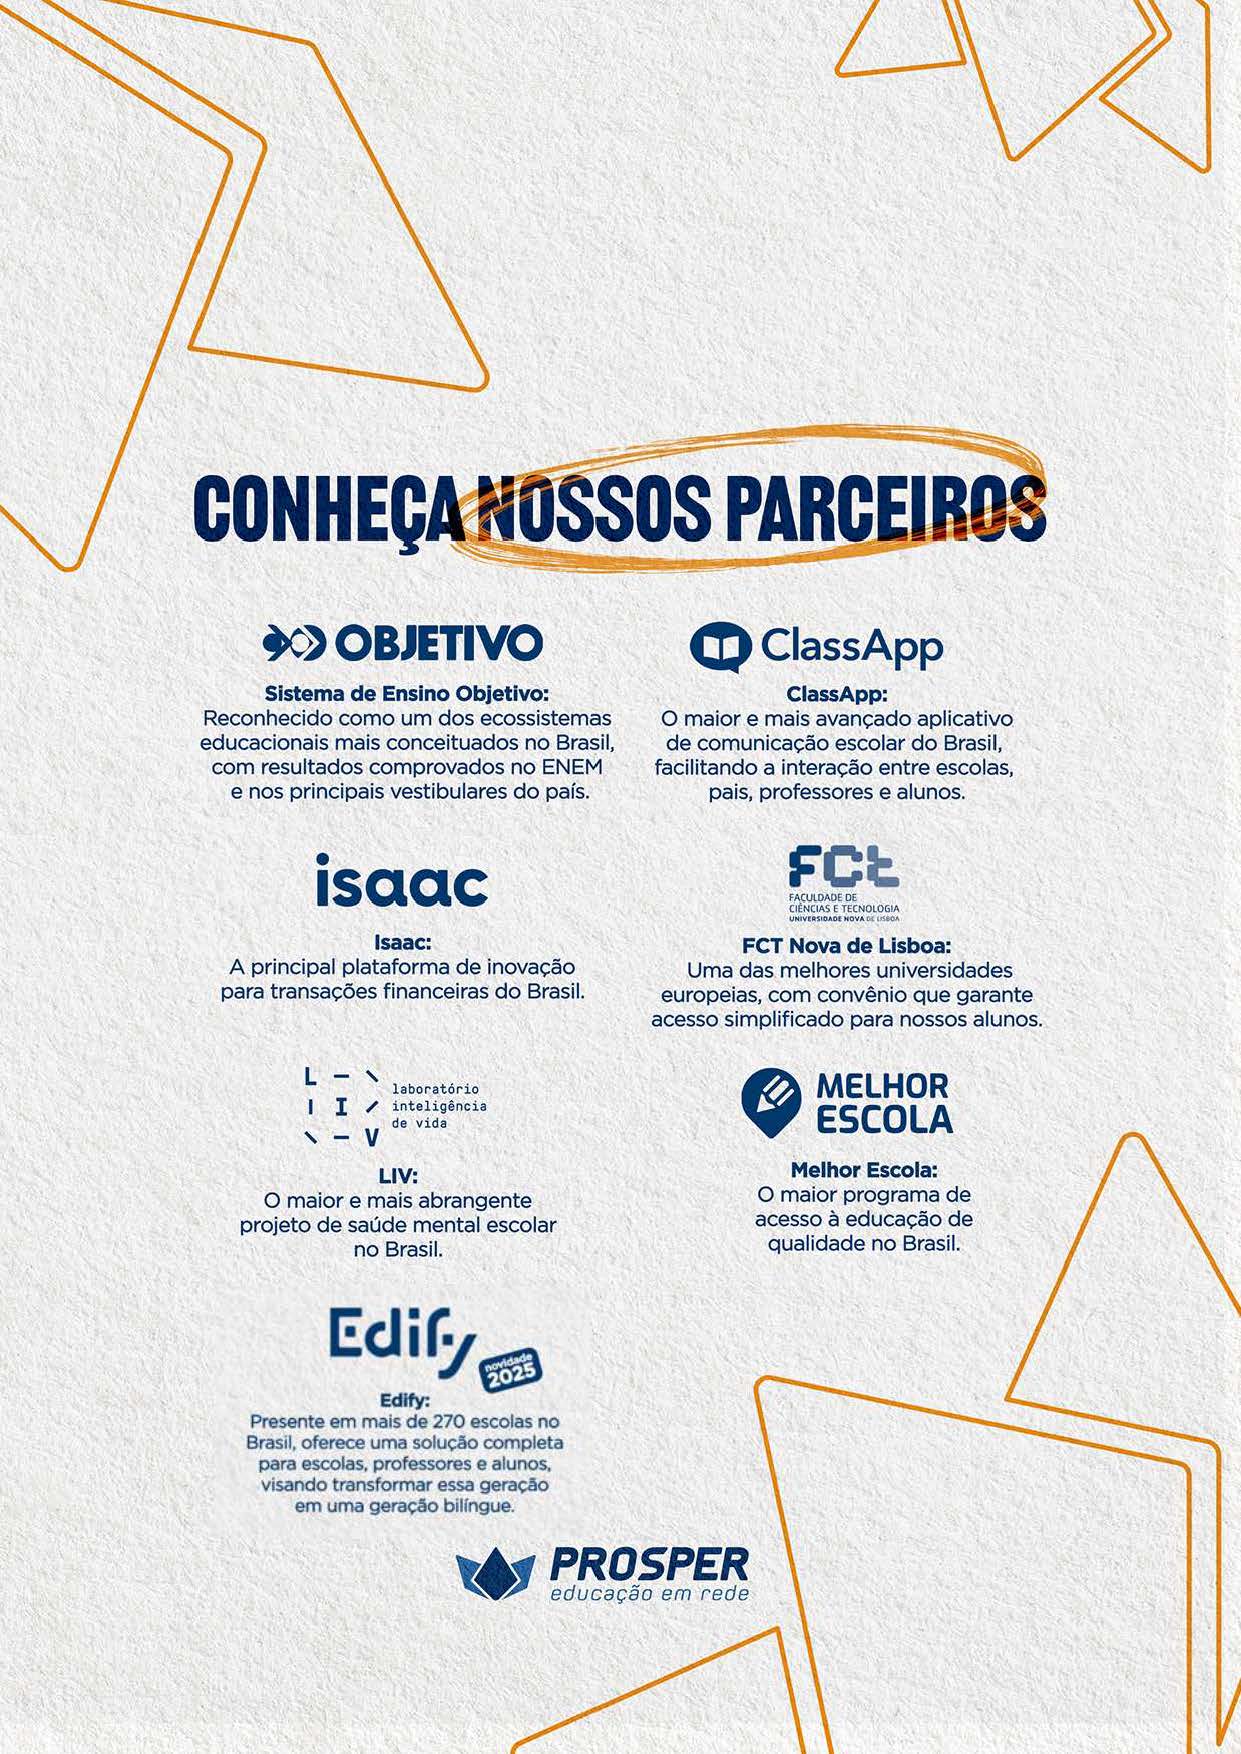 CONHEÇA NOSSOS PARCEIROS
OBJETIVO
Sistema de Ensino Objetivo:
Reconhecido como um dos ecossistemas
educacionais mais conceituados no Brasil,
com resultados comprovados no ENEM
e nos principais vestibulares do país.
ClassApp
ClassApp:
O maior e mais avançado aplicativo
de comunicação escolar do Brasil,
facilitando a interação entre escolas,
pais, professores e alunos.
isaac
Isaac:
A principal plataforma de inovação
para transações financeiras do Brasil.
FCt
FACULDADE DE
CIÊNCIAS E TECNOLOGIA
UNIVERSIDADE NOVA DE LISBOA
FCT Nova de Lisboa:
Uma das melhores universidades
europeias, com convênio que garante
acesso simplificado para nossos alunos.
L I V
laboratório
inteligência
de vida
LIV:
O maior e mais abrangente
projeto de saúde mental escolar
no Brasil.
MELHOR
ESCOLA
Melhor Escola:
O maior programa de
acesso à educação de
qualidade no Brasil.
Edify
novidade
2025
Edify:
Presente em mais de 270 escolas no
Brasil, oferece uma solução completa
para escolas, professores e alunos,
visando transformar essa geração
em uma geração bilíngue.
PROSPER
educação em rede